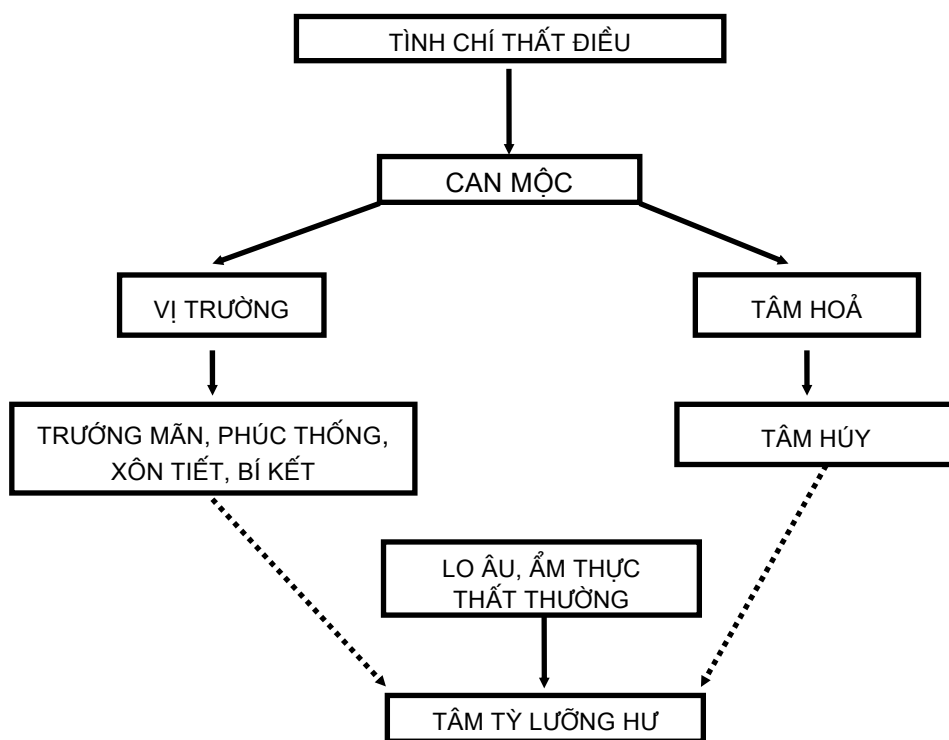 TÌNH CHÍ THẤT ĐIỀU
CAN MỘC
VỊ TRƯỜNG
TÂM HOẢ
TRƯỚNG MÃN, PHÚC THỐNG,
XÔN TIẾT, BÍ KẾT
TÂM HÚY
LO ÂU, ẨM THỰC
THẤT THƯỜNG
TÂM TỲ LƯỠNG HƯ